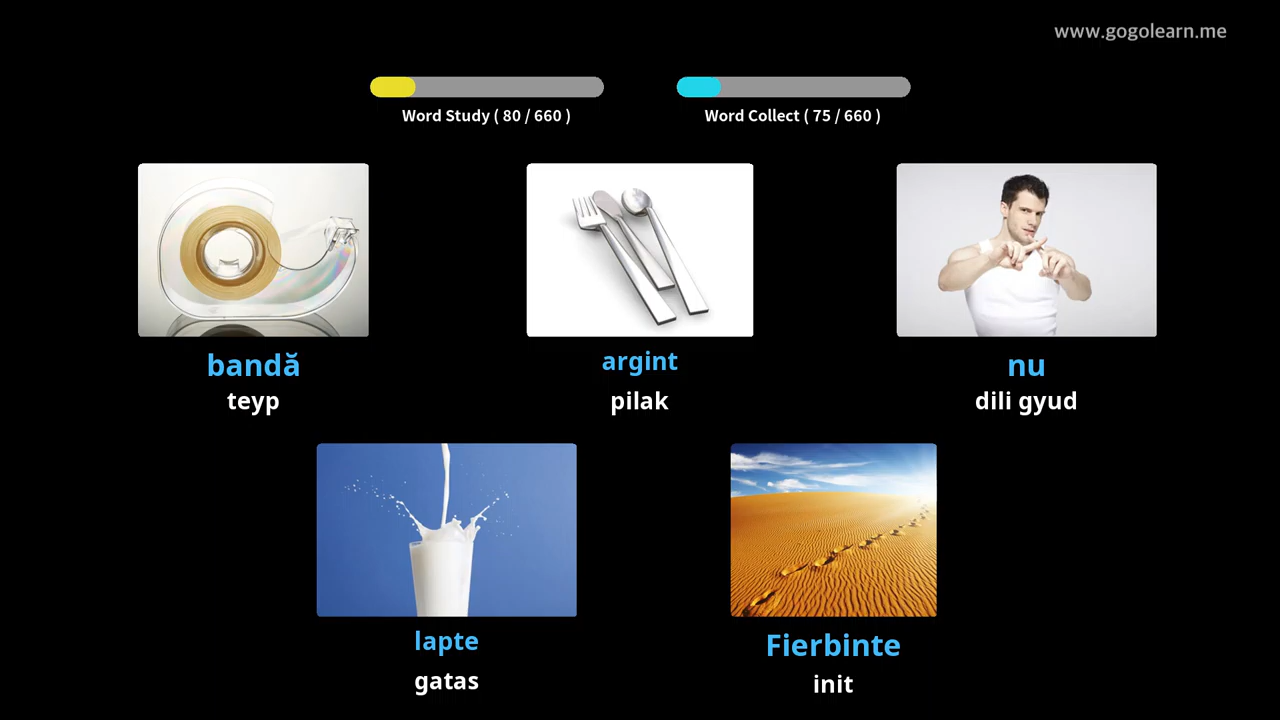 www.gogolearn.me
Word Study ( 80 / 660 )
Word Collect ( 75 / 660 )
bandă
teyp
argint
pilak
nu
dili gyud
lapte
gatas
Fierbinte
init